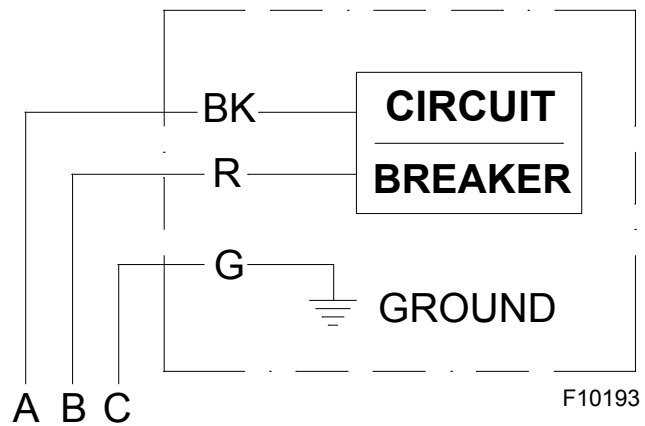 BK
CIRCUIT
R
BREAKER
G
GROUND
F10193
A B C